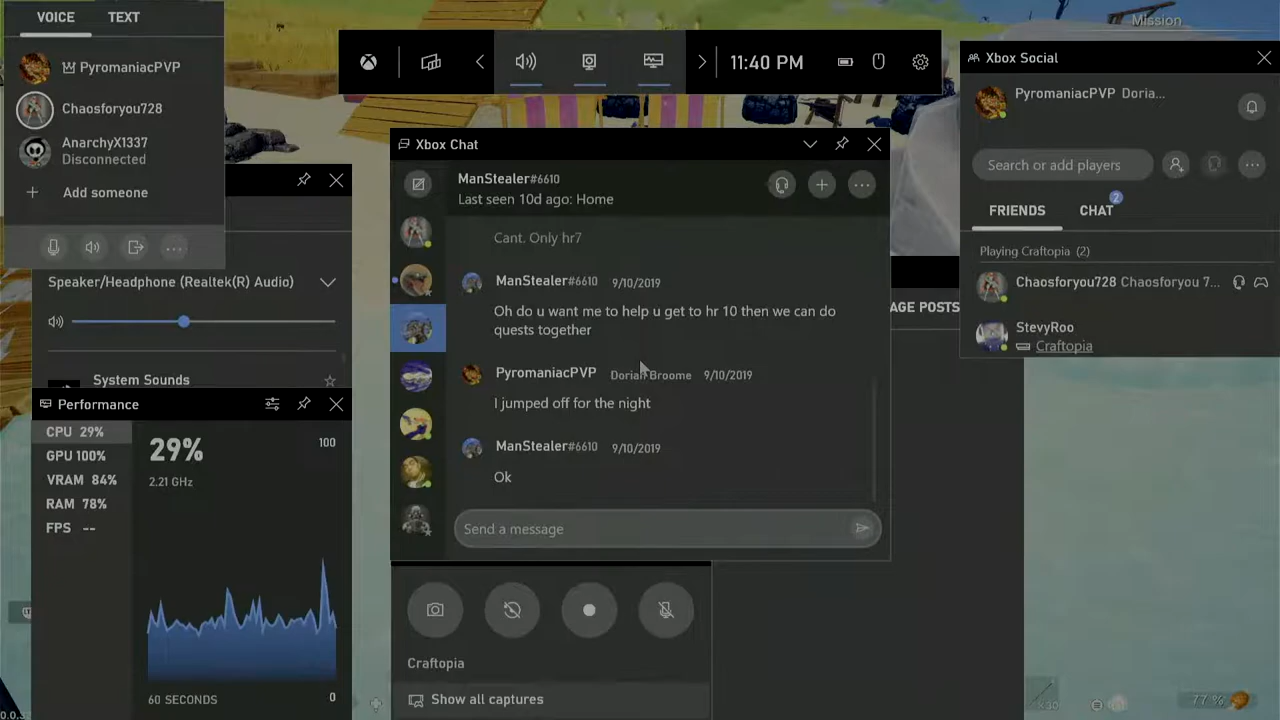 VOICE TEXT
PyromaniacPVP
Chaosforyou728
AnarchyX1337
Disconnected
Add someone
11:40 PM
Mission
Xbox Social
PyromaniacPVP Doria...
Search or add players
FRIENDS CHAT 2
Playing Craftopia (2)
Chaosforyou728 Chaosforyou 7...
StevyRoo
Craftopia
Xbox Chat
ManStealer#6610
Last seen 10d ago: Home
Cant. Only hr7
ManStealer#6610 9/10/2019
Oh do u want me to help u get to hr 10 then we can do
quests together
PyromaniacPVP Dorian Broome 9/10/2019
I jumped off for the night
ManStealer#6610 9/10/2019
Ok
Send a message
AGE POSTS
Speaker/Headphone (Realtek(R) Audio)
System Sounds
Performance
CPU 29%
GPU 100%
VRAM 84%
RAM 78%
FPS --
29%
2.21 GHz
100
60 SECONDS
0
Craftopia
Show all captures
77 %